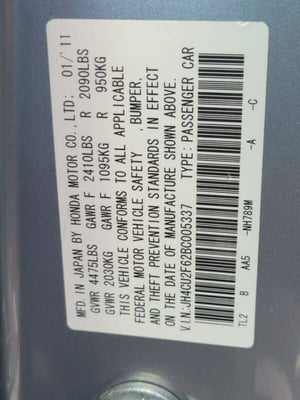 MFD. IN JAPAN BY HONDA MOTOR CO., LTD: 01/'11
GVWR 4475LBS GAWR F 2410LBS R 2090LBS
GVWR 2030KG GAWR F 1095KG R 950KG
THIS VEHICLE CONFORMS TO ALL APPLICABLE
FEDERAL MOTOR VEHICLE SAFETY , BUMPER,
AND THEFT PREVENTION STANDARDS IN EFFECT
ON THE DATE OF MANUFACTURE SHOWN ABOVE.
V.I.N:JH4CU2F62BC005337 TYPE: PASSENGER CAR
-NH789M -A -C
TL2 B AA5